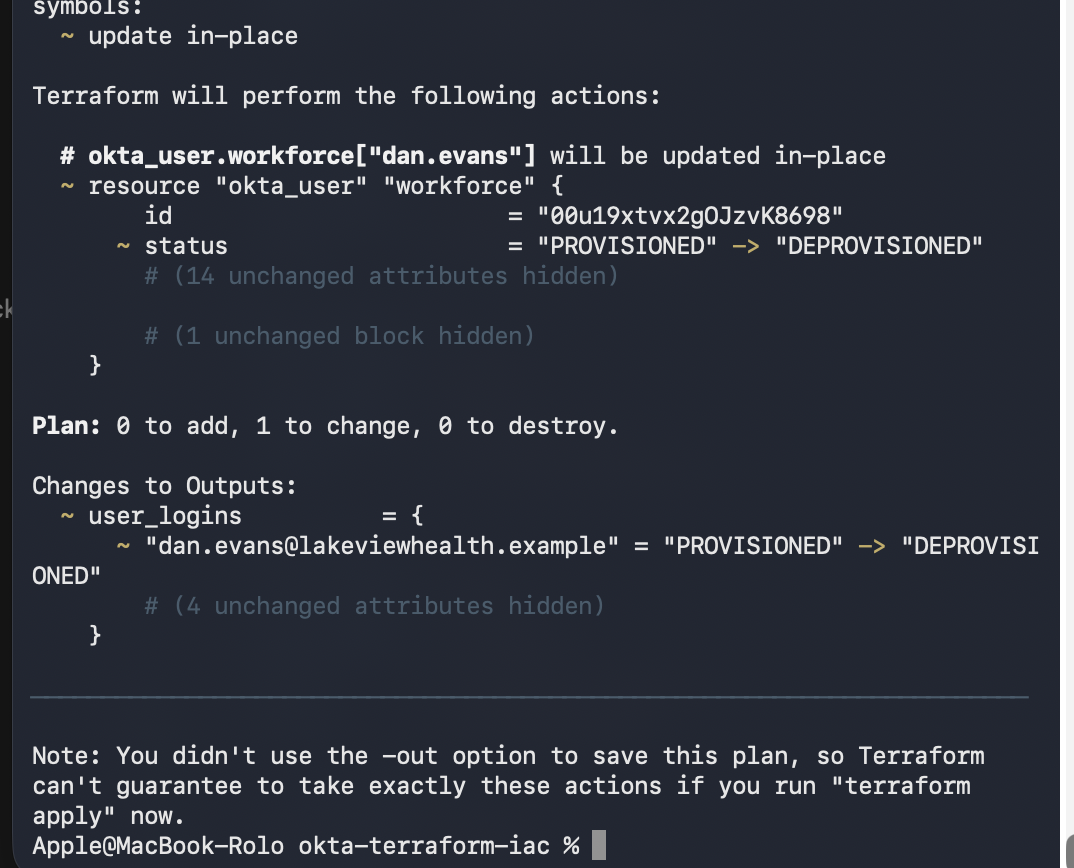 symbols:
  ~ update in-place

Terraform will perform the following actions:

  # okta_user.workforce["dan.evans"] will be updated in-place
  ~ resource "okta_user" "workforce" {
        id                        = "00u19xtvx2gOJzvK8698"
      ~ status                    = "PROVISIONED" -> "DEPROVISIONED"
        # (14 unchanged attributes hidden)

        # (1 unchanged block hidden)
    }

Plan: 0 to add, 1 to change, 0 to destroy.

Changes to Outputs:
  ~ user_logins          = {
      ~ "dan.evans@lakeviewhealth.example" = "PROVISIONED" -> "DEPROVISI
ONED"
        # (4 unchanged attributes hidden)
    }

Note: You didn't use the -out option to save this plan, so Terraform
can't guarantee to take exactly these actions if you run "terraform
apply" now.
Apple@MacBook-Rolo okta-terraform-iac %